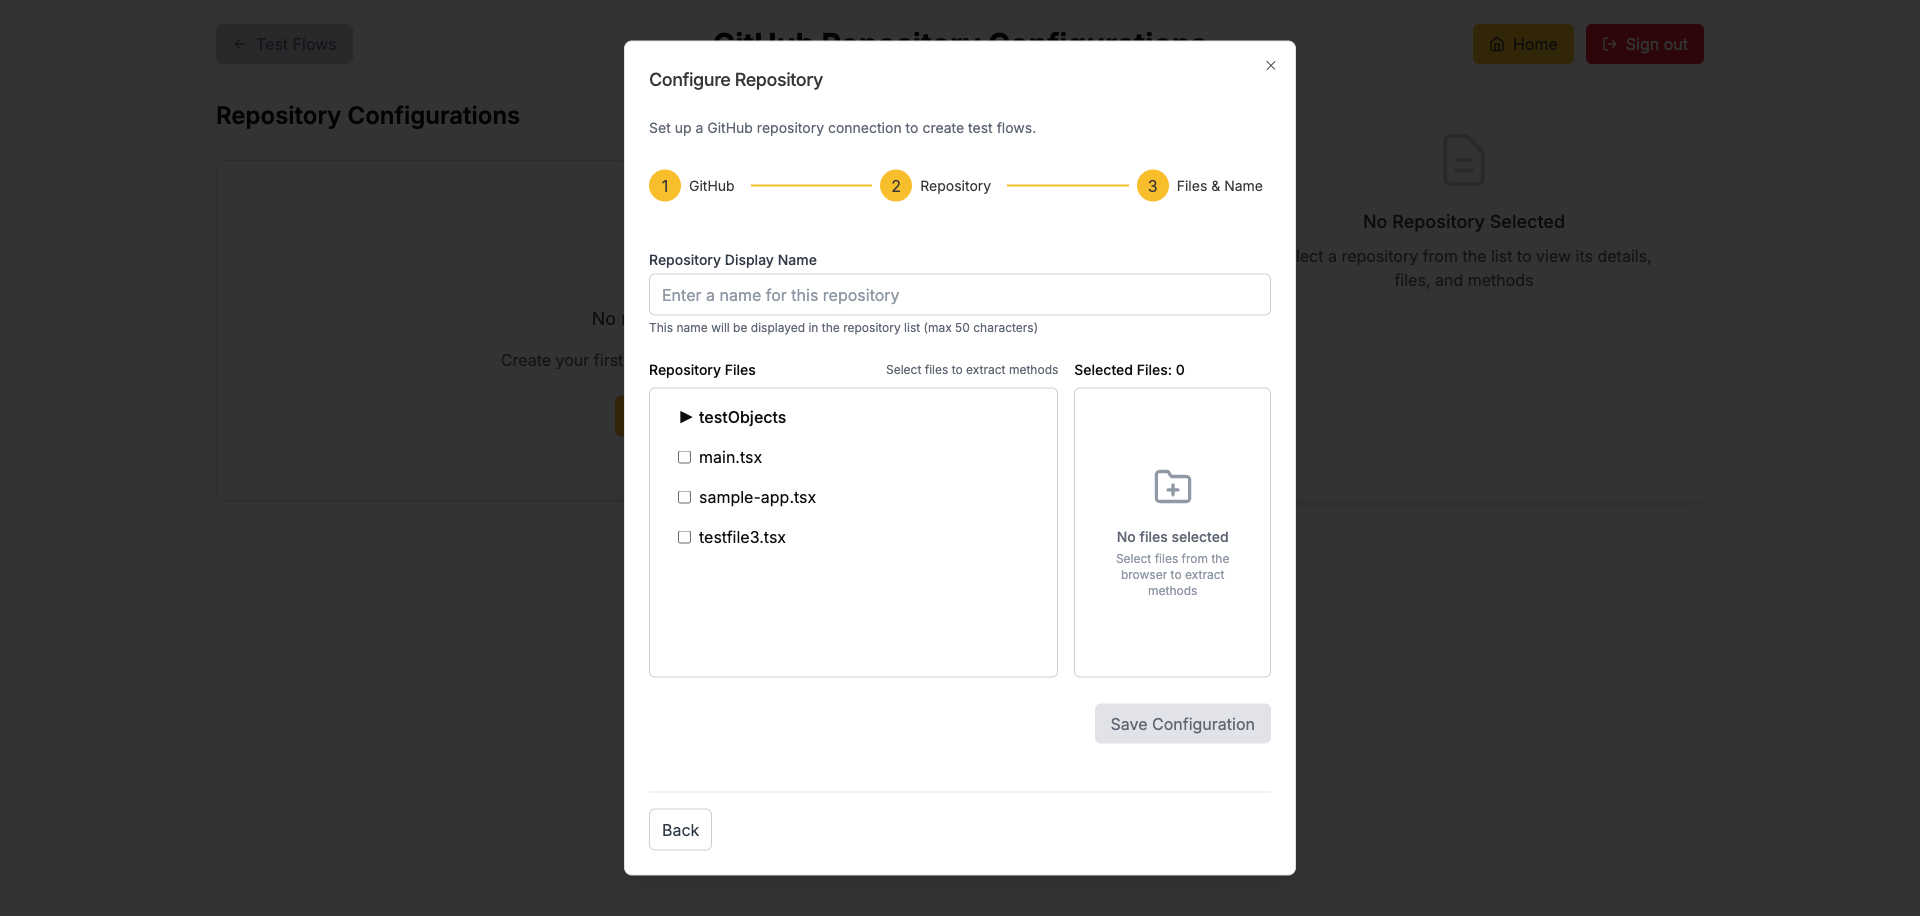 Test Flows
GitHub Repository Configurations
Home
Sign out
Repository Configurations
No
Create your first
No Repository Selected
a repository from the list to view its details,
files, and methods
Configure Repository
Set up a GitHub repository connection to create test flows.
1 GitHub
2 Repository
3 Files & Name
Repository Display Name
Enter a name for this repository
This name will be displayed in the repository list (max 50 characters)
Repository Files
Select files to extract methods
▶ testObjects
main.tsx
sample-app.tsx
testfile3.tsx
Selected Files: 0
No files selected
Select files from the
browser to extract
methods
Save Configuration
Back